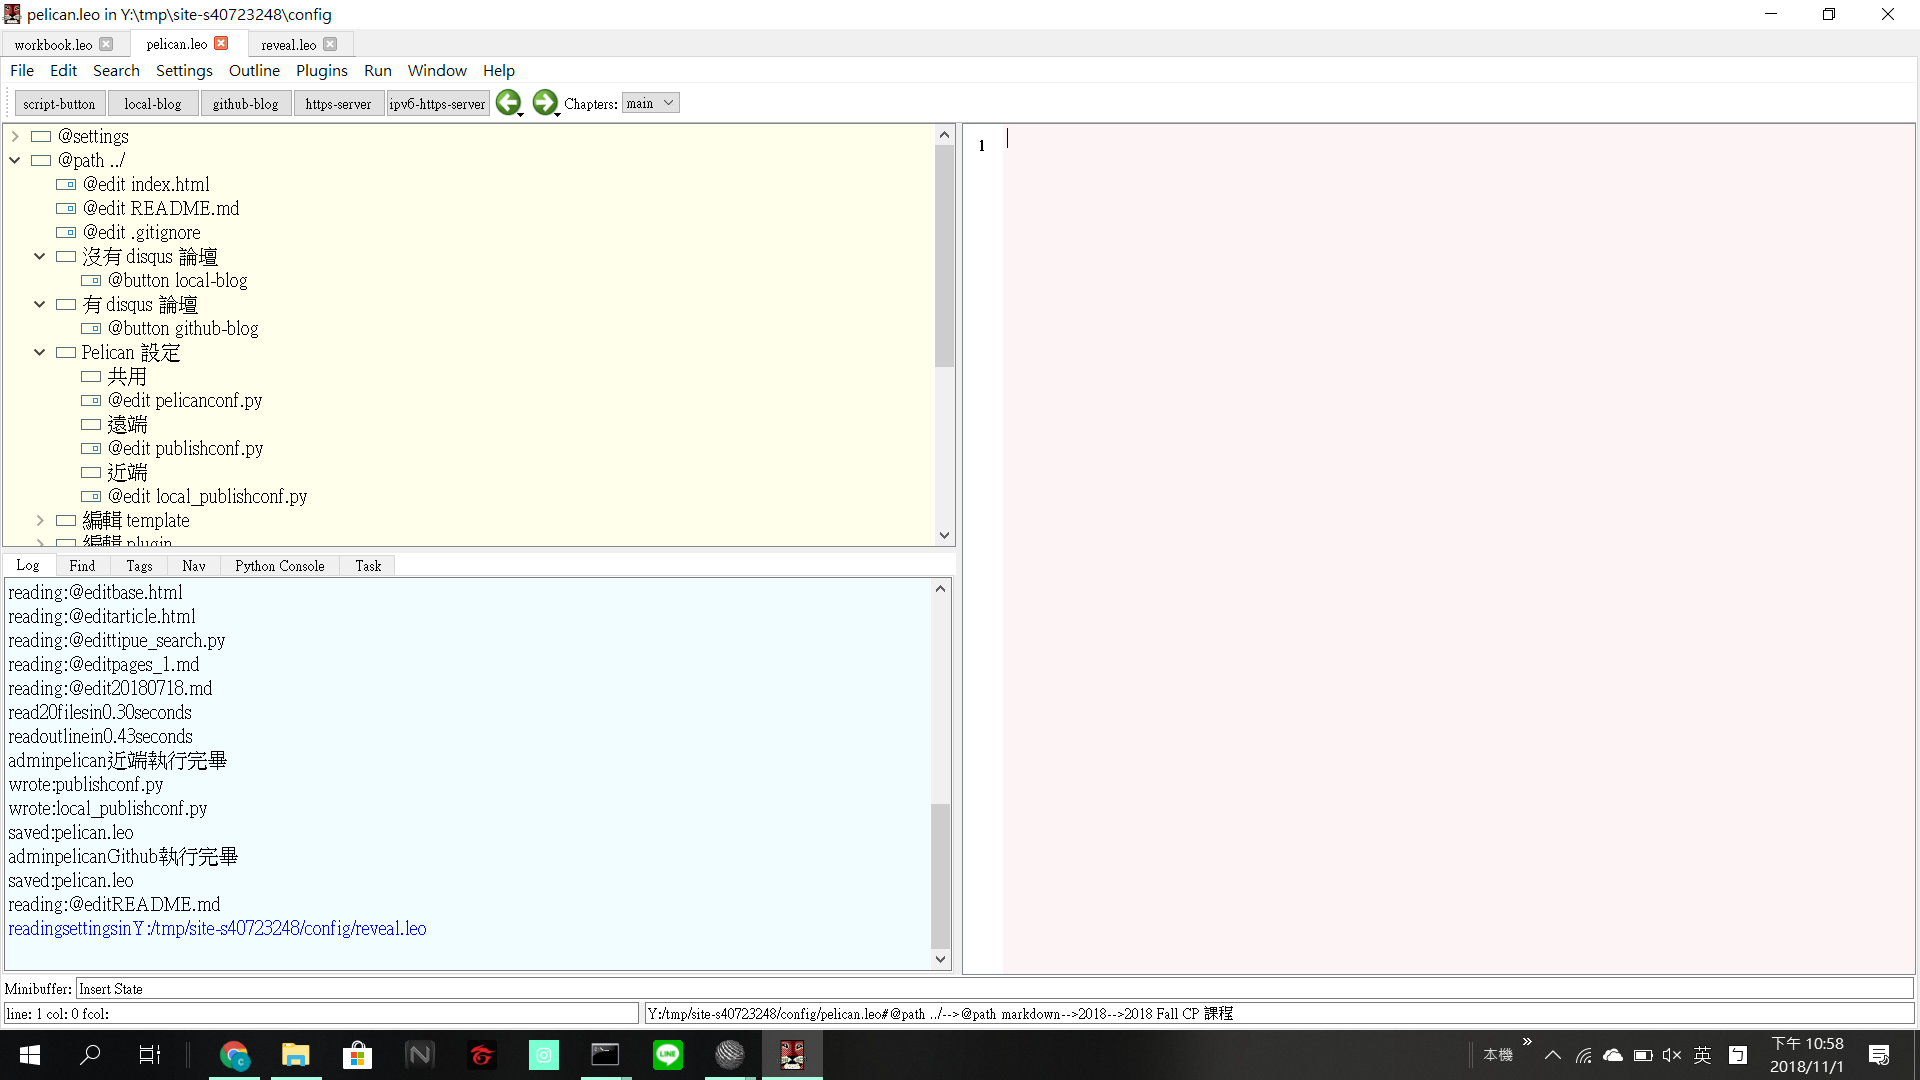 pelican.leo in Y:\tmp\site-s40723248\config
workbook.leo
pelican.leo
reveal.leo
File Edit Search Settings Outline Plugins Run Window Help
script-button local-blog github-blog https-server ipv6-https-server Chapters: main
@settings
@path ../
@edit index.html
@edit README.md
@edit .gitignore
沒有 disqus 論壇
@button local-blog
有 disqus 論壇
@button github-blog
Pelican 設定
共用
@edit pelicanconf.py
遠端
@edit publishconf.py
近端
@edit local_publishconf.py
編輯 template
編輯 plugin
1
Log Find Tags Nav Python Console Task
reading:@editbase.html
reading:@editarticle.html
reading:@edittipue_search.py
reading:@editpages_1.md
reading:@edit20180718.md
read20filesin0.30seconds
readoutlinein0.43seconds
adminpelican近端執行完畢
wrote:publishconf.py
wrote:local_publishconf.py
saved:pelican.leo
adminpelicanGithub執行完畢
saved:pelican.leo
reading:@editREADME.md
readingsettingsinY:/tmp/site-s40723248/config/reveal.leo
Minibuffer: Insert State
line: 1 col: 0 fcol:
Y:/tmp/site-s40723248/config/pelican.leo#@path ../-->@path markdown-->2018-->2018 Fall CP 課程
LINE
本機
英
下午 10:58
2018/11/1